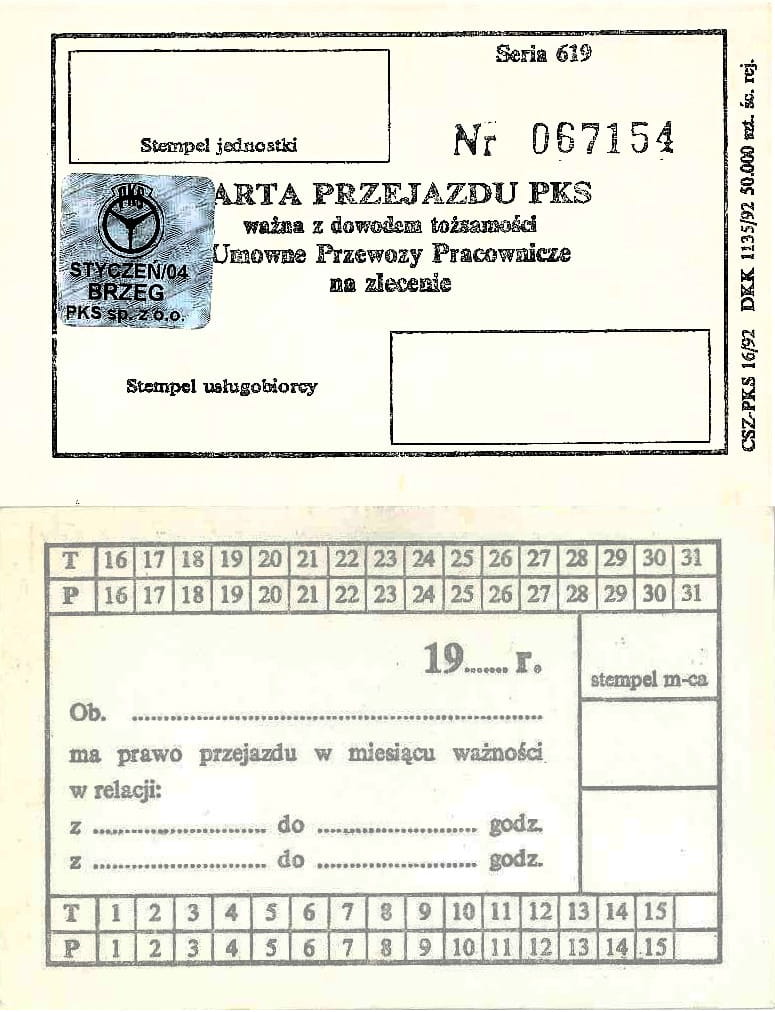 Seria 619
Stempel jednostki
Nr 067154
ARTA PRZEJAZDU PKS
ważna z dowodem tożsamości
Umowne Przewozy Pracownicze
na zlecenie
PKS
STYCZEŃ/04
BRZEG
PKS sp. z o.o.
Stempel usługobiorcy
CSZ-PKS 16/92 DKK 1135/92 50.000 szt. śc. rej.
T 16 17 18 19 20 21 22 23 24 25 26 27 28 29 30 31
P 16 17 18 19 20 21 22 23 24 25 26 27 28 29 30 31
19....... r.
stempel m-ca
Ob. ..............................................................
ma prawo przejazdu w miesiącu ważności
w relacji:
z ............................ do .......................... godz.
z ............................ do .......................... godz.
T 1 2 3 4 5 6 7 8 9 10 11 12 13 14 15
P 1 2 3 4 5 6 7 8 9 10 11 12 13 14 15